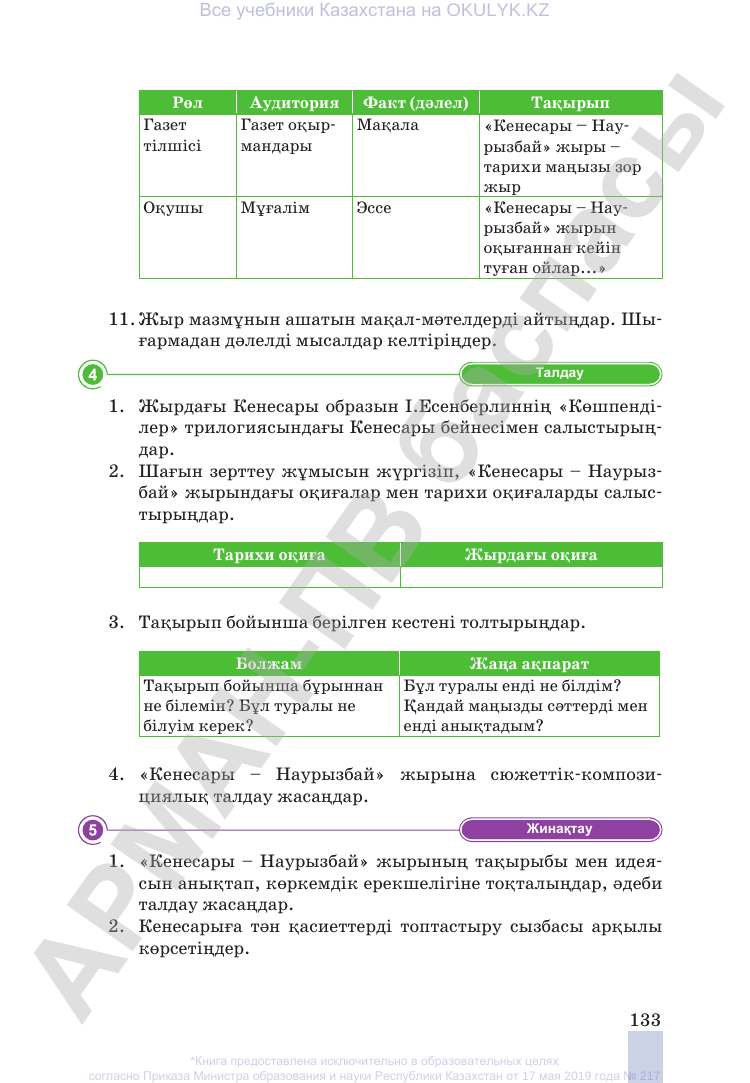 Все учебники Казахстана на OKULYK.KZ
Рөл Аудитория Факт (дәлел) Тақырып
Газет тілшісі Газет оқыр-мандары Мақала «Кенесары – Нау-рызбай» жыры – тарихи маңызы зор жыр
Оқушы Мұғалім Эссе «Кенесары – Нау-рызбай» жырын оқығаннан кейін туған ойлар...»
11. Жыр мазмұнын ашатын мақал-мәтелдерді айтыңдар. Шы-
ғармадан дәлелді мысалдар келтіріңдер.
4 Талдау
1. Жырдағы Кенесары образын І.Есенберлиннің «Көшпенді-
лер» трилогиясындағы Кенесары бейнесімен салыстырың-
дар.
2. Шағын зерттеу жұмысын жүргізіп, «Кенесары – Наурыз-
бай» жырындағы оқиғалар мен тарихи оқиғаларды салыс-
тырыңдар.
Тарихи оқиға Жырдағы оқиға
3. Тақырып бойынша берілген кестені толтырыңдар.
Болжам Жаңа ақпарат
Тақырып бойынша бұрыннан Бұл туралы енді не білдім?
не білемін? Бұл туралы не Қандай маңызды сәттерді мен
білуім керек? енді анықтадым?
4. «Кенесары – Наурызбай» жырына сюжеттік-компози-
циялық талдау жасаңдар.
5 Жинақтау
1. «Кенесары – Наурызбай» жырының тақырыбы мен идея-
сын анықтап, көркемдік ерекшелігіне тоқталыңдар, әдеби
талдау жасаңдар.
2. Кенесарыға тән қасиеттерді топтастыру сызбасы арқылы
көрсетіңдер.
133
*Книга предоставлена исключительно в образовательных целях
согласно Приказа Министра образования и науки Республики Казахстан от 17 мая 2019 года № 217
АРМАН-ПВ баспасы